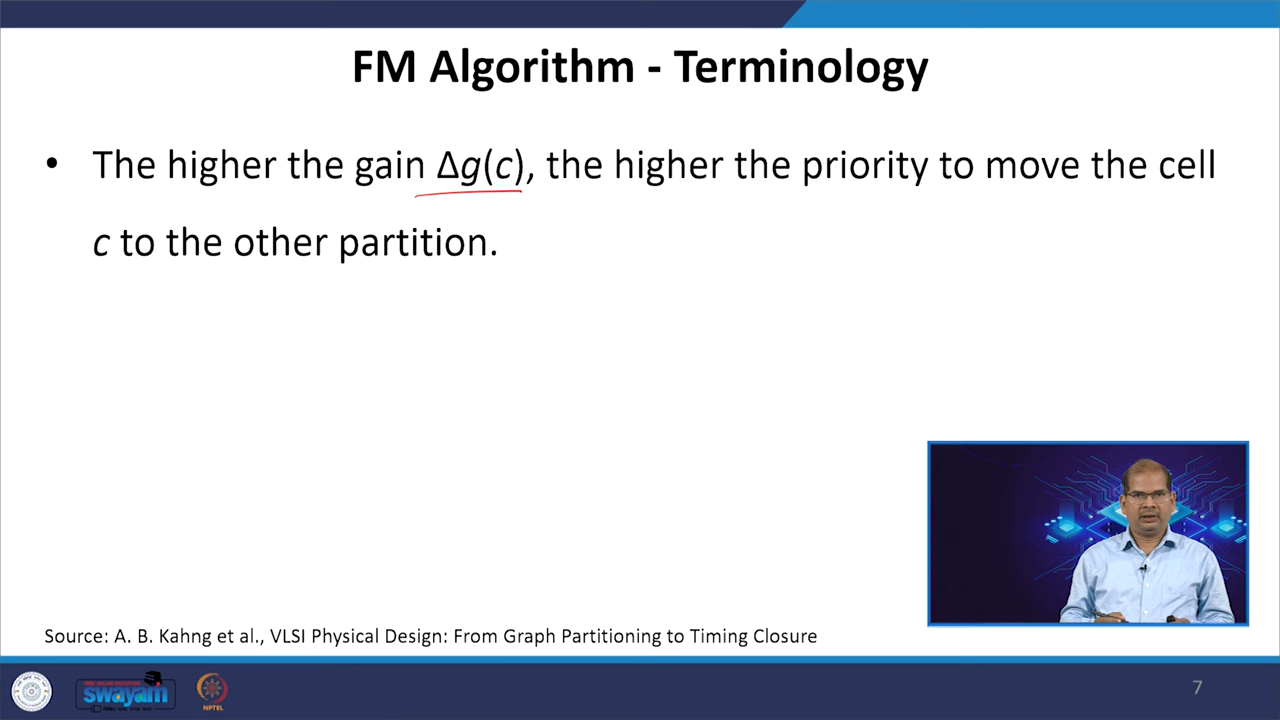 FM Algorithm - Terminology
• The higher the gain Δg(c), the higher the priority to move the cell
c to the other partition.
Source: A. B. Kahng et al., VLSI Physical Design: From Graph Partitioning to Timing Closure
swayam
NPTEL
7